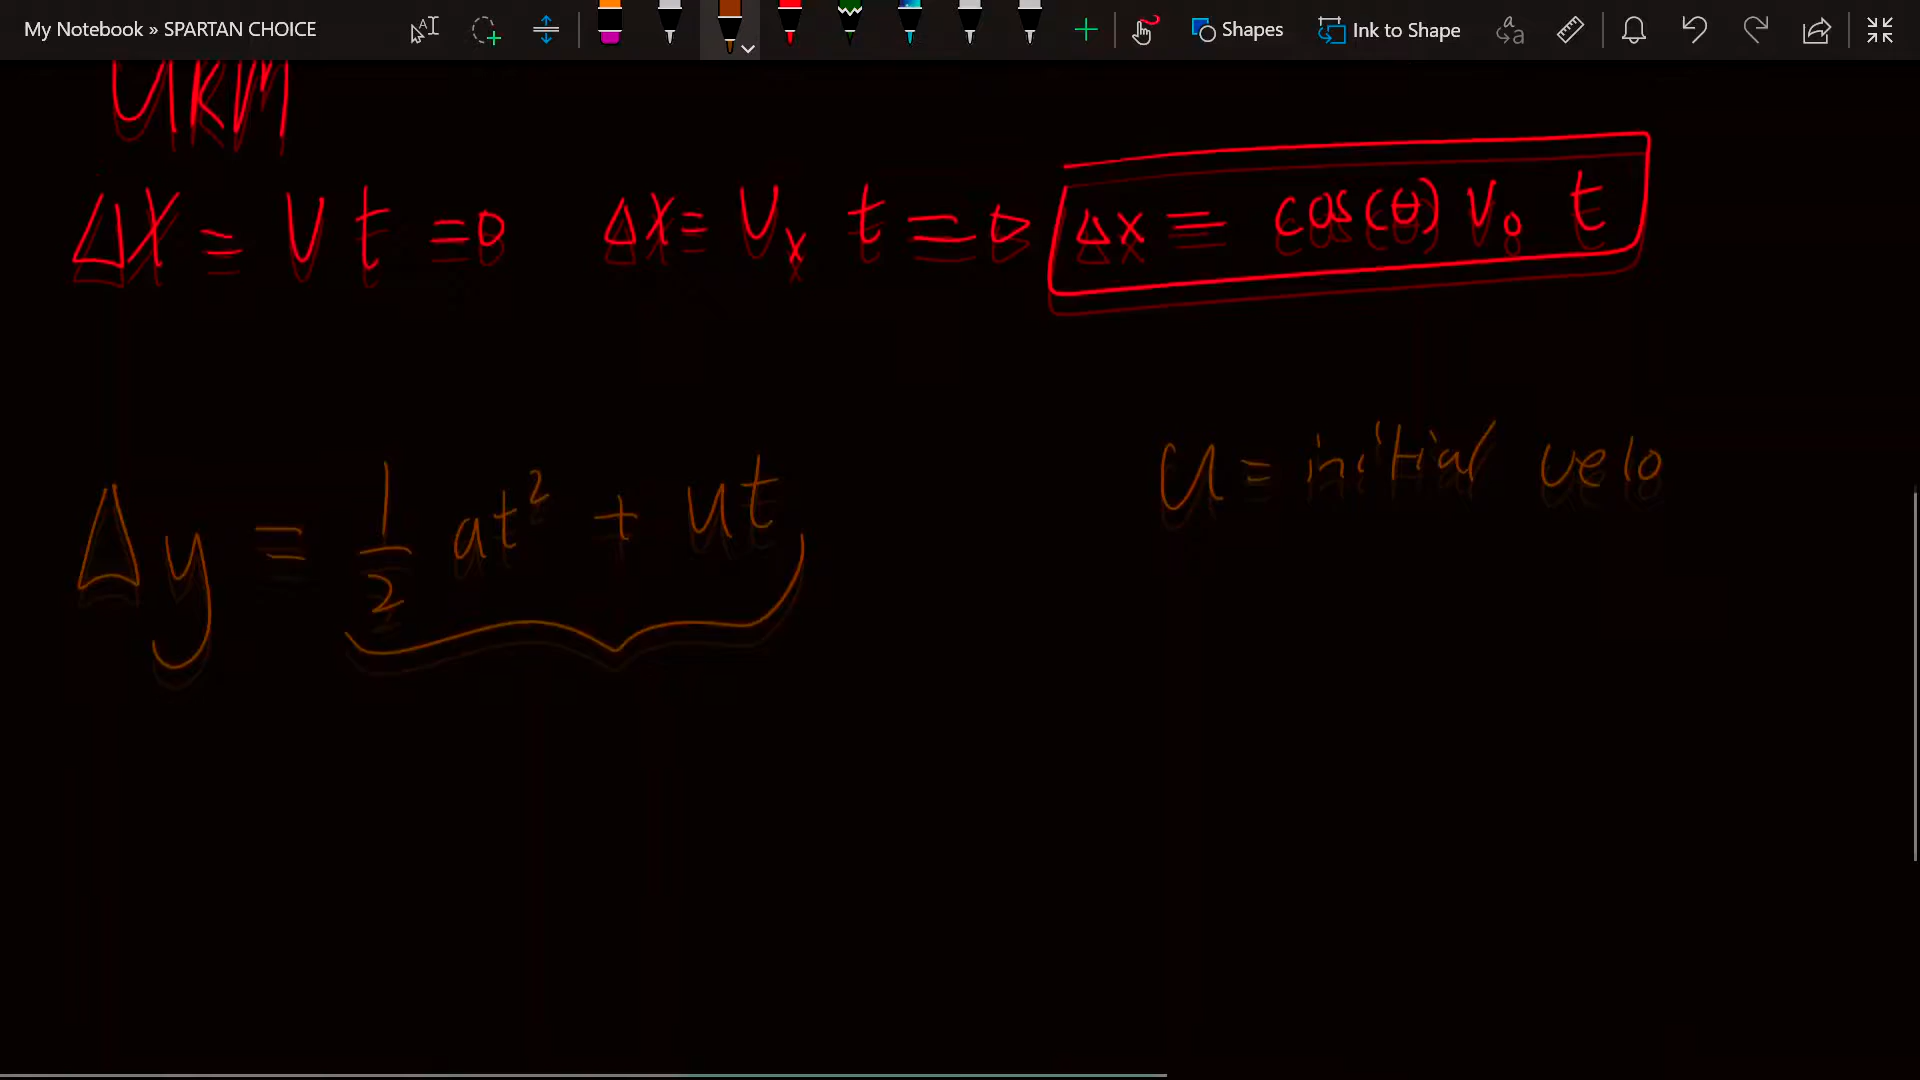 My Notebook » SPARTAN CHOICE
Shapes
Ink to Shape
URM
Δx = v t => Δx = vₓ t => Δx = cos(θ) v₀ t
Δy = 1/2 at² + ut
u = initial velo